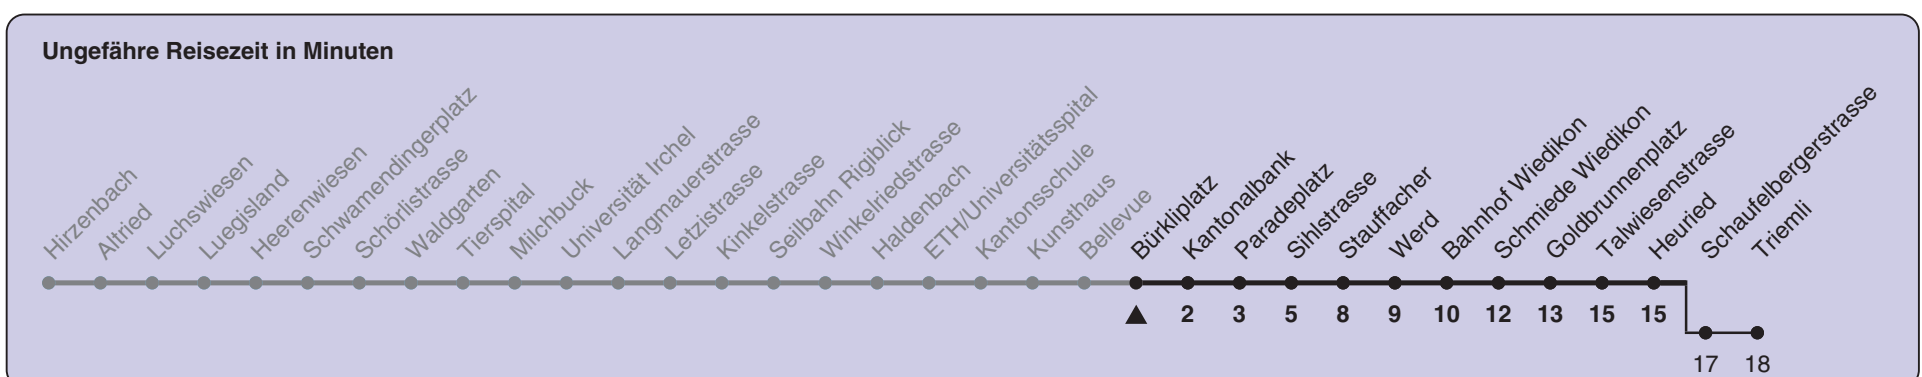 Ungefähre Reisezeit in Minuten
Hirzenbach
Altried
Luchswiesen
Luegisland
Heerenwiesen
Schwamendingerplatz
Schörlistrasse
Waldgarten
Tierspital
Milchbuck
Universität Irchel
Langmauerstrasse
Letzistrasse
Kinkelstrasse
Seilbahn Rigiblick
Winkelriedstrasse
Haldenbach
ETH/Universitätsspital
Kantonsschule
Kunsthaus
Bellevue
Bürkliplatz
Kantonalbank
Paradeplatz
Sihlstrasse
Stauffacher
Werd
Bahnhof Wiedikon
Schmiede Wiedikon
Goldbrunnenplatz
Talwiesenstrasse
Heuried
Schaufelbergerstrasse
Triemli
2 3 5 8 9 10 12 13 15 15
17 18